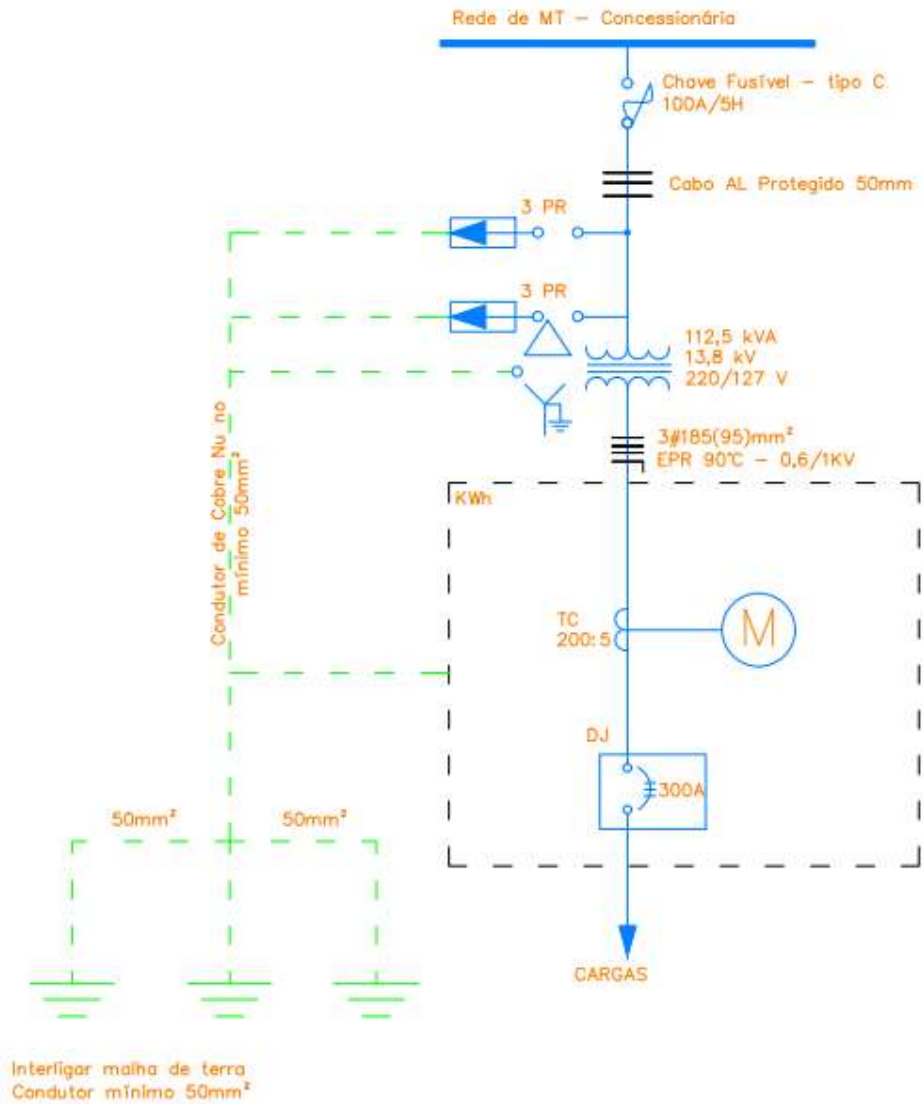 Rede de MT – Concessionária
Chave Fusível – tipo C
100A/5H
Cabo AL Protegido 50mm
3 PR
3 PR
112,5 kVA
13,8 kV
220/127 V
3#185(95)mm²
EPR 90°C – 0,6/1KV
Condutor de Cobre Nu no
mínimo 50mm²
KWh
TC
200:5
M
DJ
300A
50mm²
50mm²
CARGAS
Interligar malha de terra
Condutor mínimo 50mm²